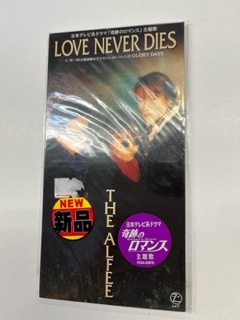 日本テレビ系ドラマ「奇跡のロマンス」主題歌
LOVE NEVER DIES
GLORY DAYS
THE ALFEE
NEW
新品
日本テレビ系ドラマ
奇跡の
ロマンス
主題歌